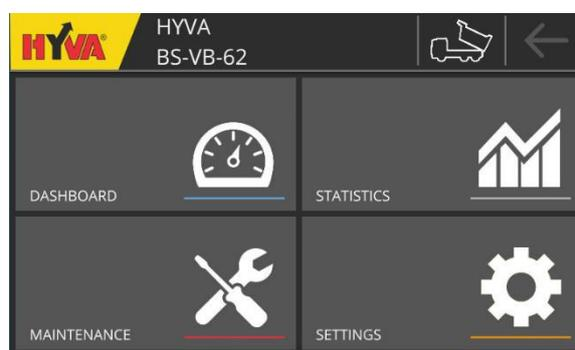 HYVA
HYVA
BS-VB-62
DASHBOARD
STATISTICS
MAINTENANCE
SETTINGS